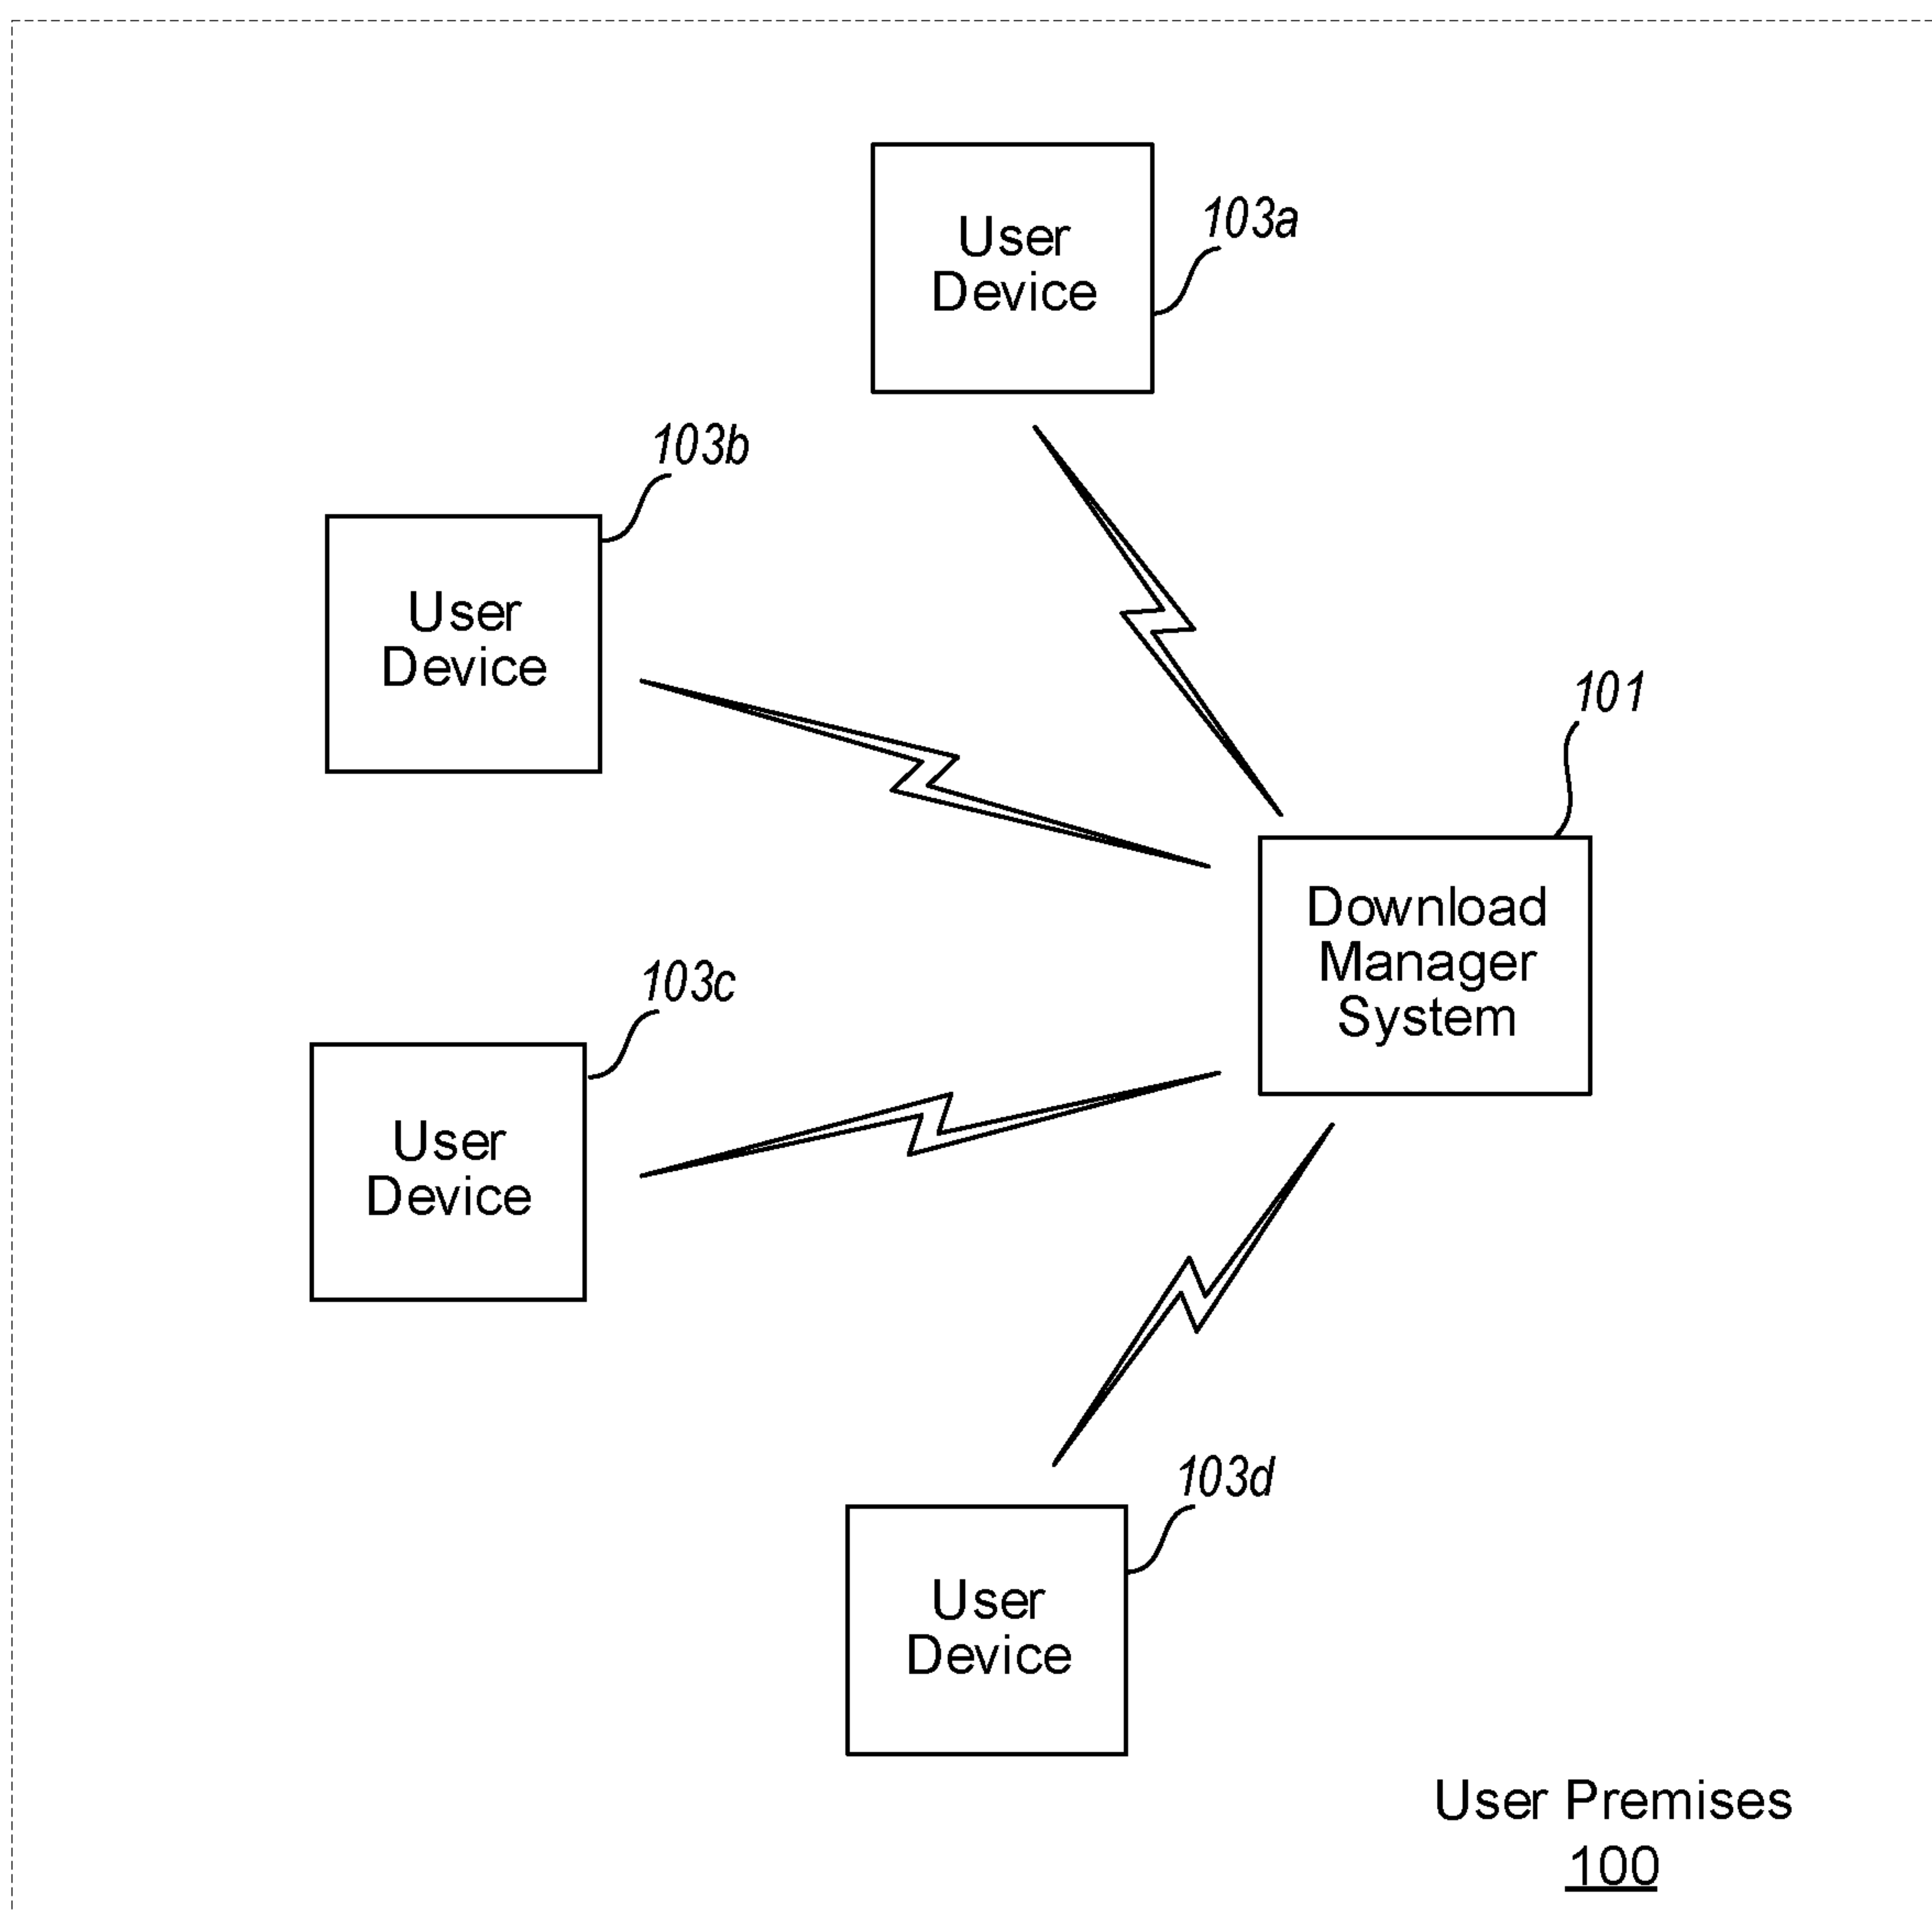 103a
User
Device
103b
User
Device
101
Download
Manager
System
103c
User
Device
103d
User
Device
User Premises
100